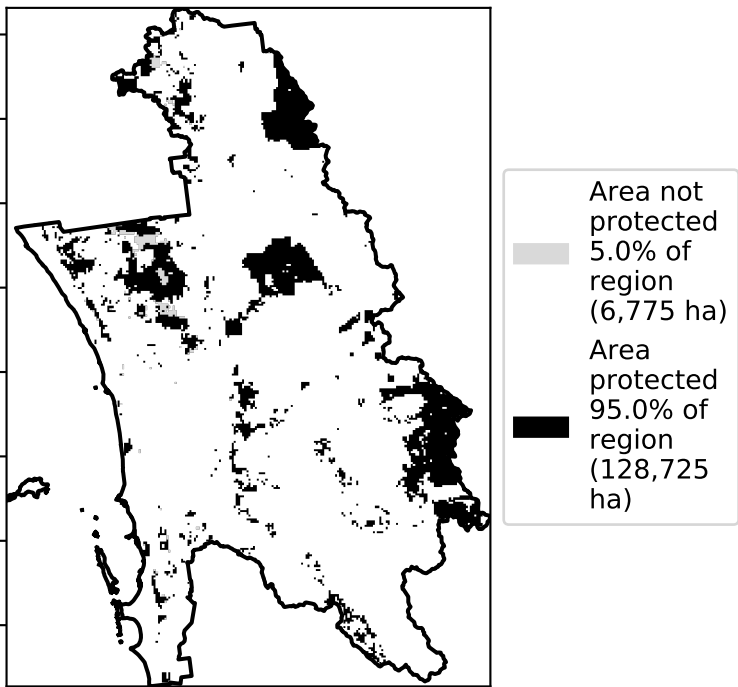 Area not
protected
5.0% of
region
(6,775 ha)
Area
protected
95.0% of
region
(128,725
ha)